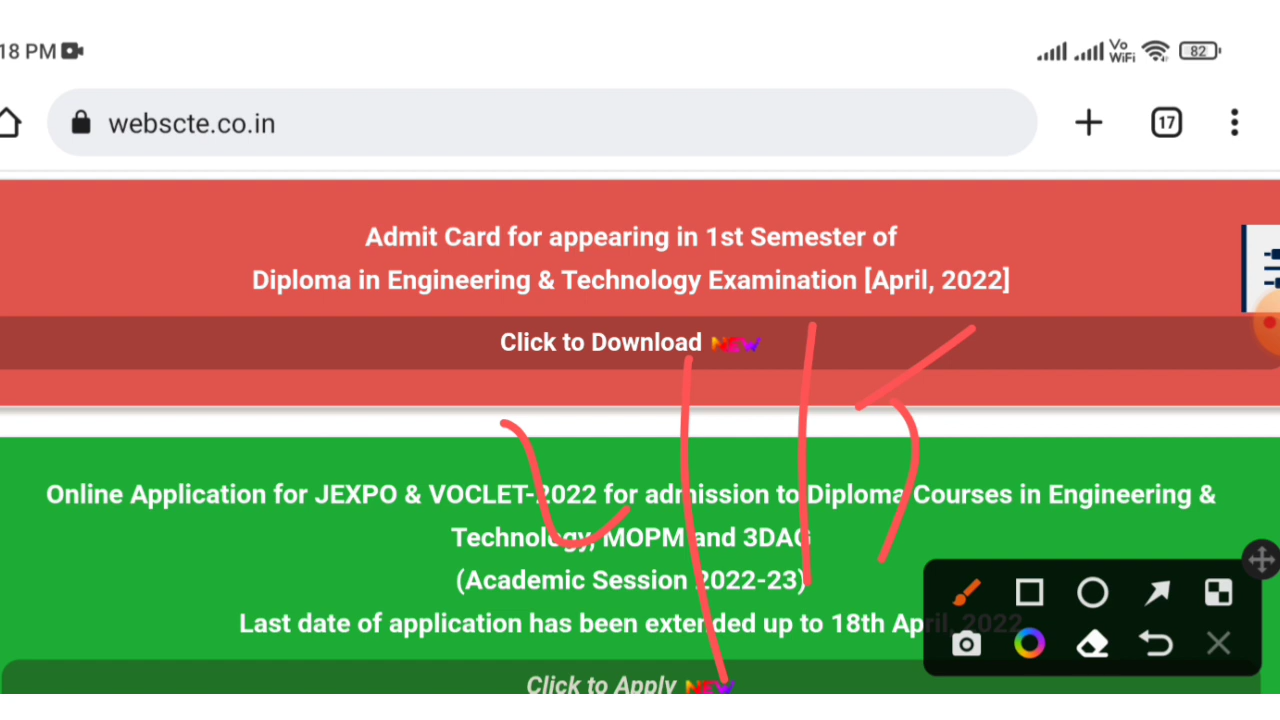 18 PM
Vo
WiFi
82
webscte.co.in
17
Admit Card for appearing in 1st Semester of
Diploma in Engineering & Technology Examination [April, 2022]
Click to Download NEW
Online Application for JEXPO & VOCLET-2022 for admission to Diploma Courses in Engineering &
Technology, MOPM and 3DAG
(Academic Session 2022-23)
Last date of application has been extended up to 18th April, 2022
Click to Apply NEW